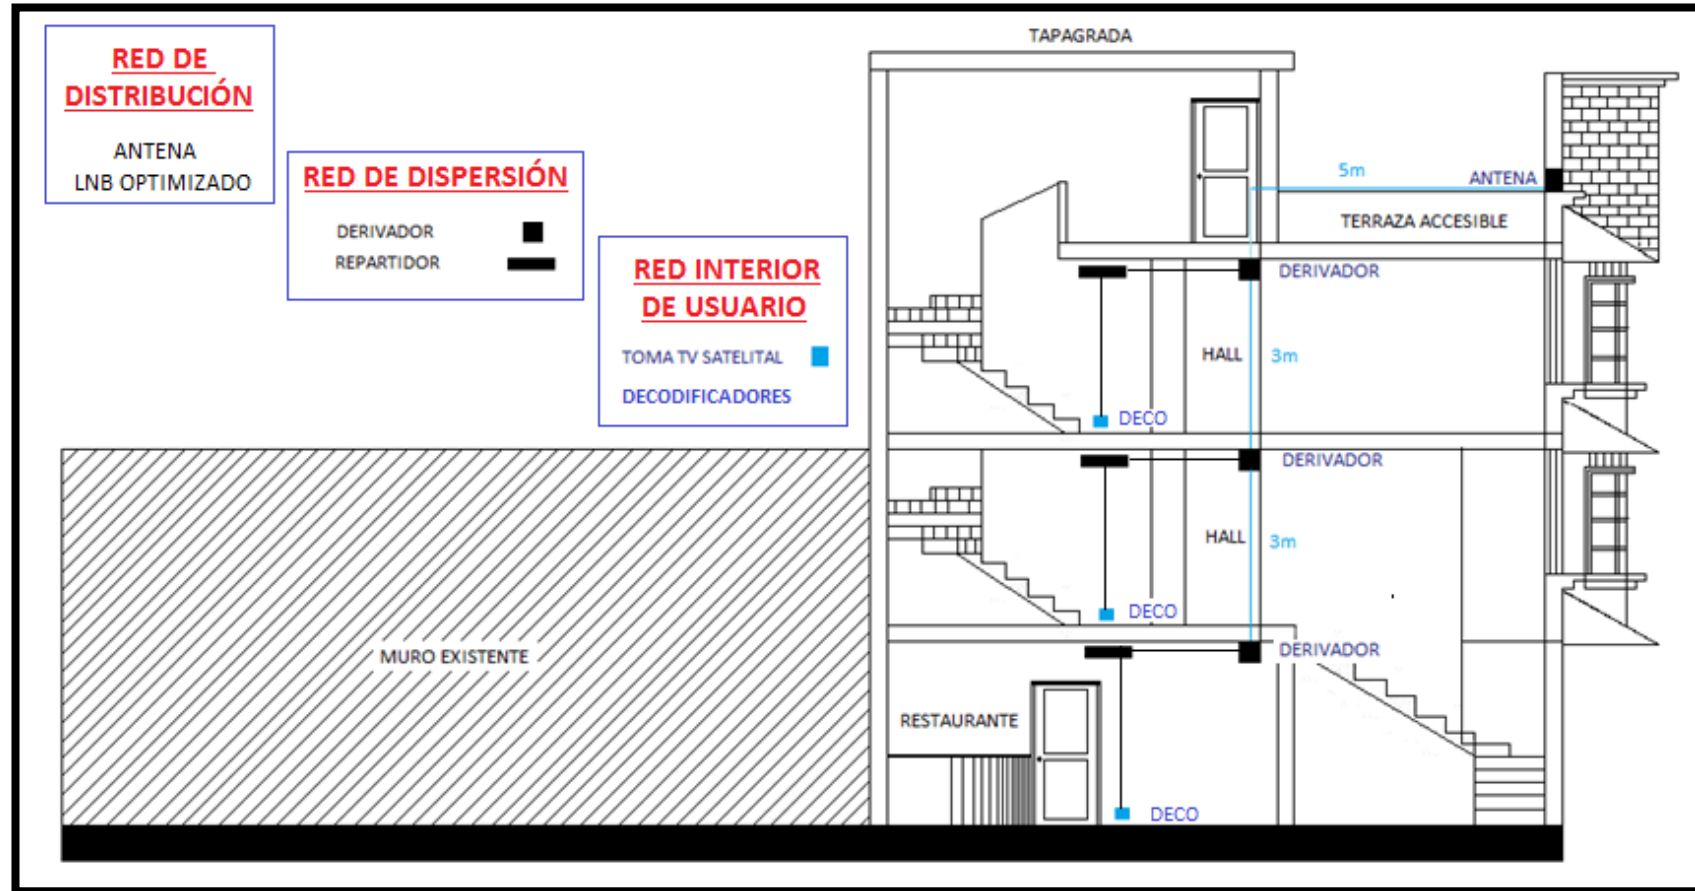 RED DE
DISTRIBUCIÓN
ANTENA
LNB OPTIMIZADO
RED DE DISPERSIÓN
DERIVADOR
REPARTIDOR
RED INTERIOR
DE USUARIO
TOMA TV SATELITAL
DECODIFICADORES
TAPAGRADA
5m
ANTENA
TERRAZA ACCESIBLE
DERIVADOR
HALL
3m
DECO
DERIVADOR
HALL
3m
DECO
DERIVADOR
MURO EXISTENTE
RESTAURANTE
DECO